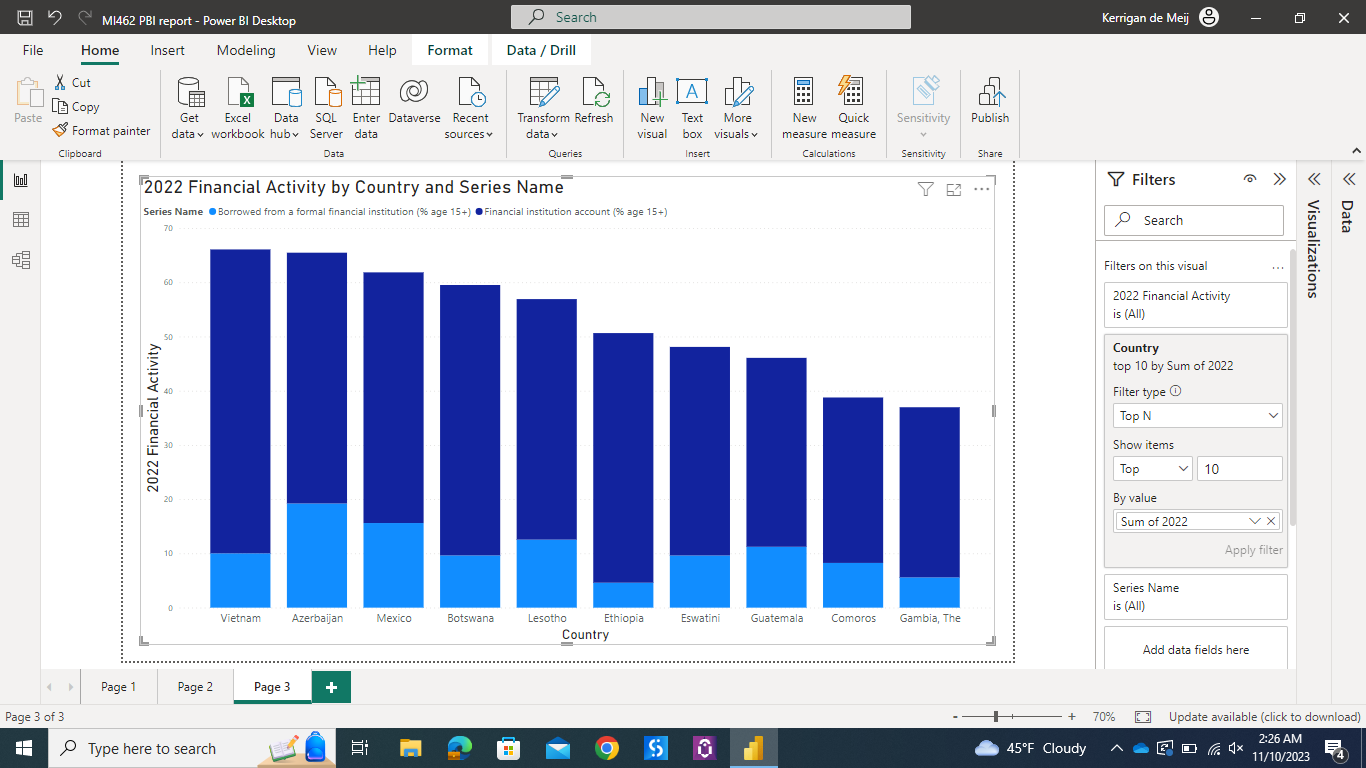 MI462 PBI report - Power BI Desktop
Search
Kerrigan de Meij
File Home Insert Modeling View Help Format Data / Drill
Paste
Cut
Copy
Format painter
Clipboard
Get data
Excel workbook
Data hub
SQL Server
Enter data
Dataverse
Recent sources
Data
Transform data
Refresh
Queries
New visual
Text box
More visuals
Insert
New measure
Quick measure
Calculations
Sensitivity
Sensitivity
Publish
Share
2022 Financial Activity by Country and Series Name
Series Name Borrowed from a formal financial institution (% age 15+) Financial institution account (% age 15+)
70
60
50
40
30
20
10
0
2022 Financial Activity
Vietnam Azerbaijan Mexico Botswana Lesotho Ethiopia Eswatini Guatemala Comoros Gambia, The
Country
Filters
Search
Filters on this visual
...
2022 Financial Activity
is (All)
Country
top 10 by Sum of 2022
Filter type
Top N
Show items
Top 10
By value
Sum of 2022
Apply filter
Series Name
is (All)
Add data fields here
Visualizations
Data
Page 1 Page 2 Page 3 +
Page 3 of 3
- + 70%
Update available (click to download)
Type here to search
45°F Cloudy
2:26 AM
11/10/2023
4